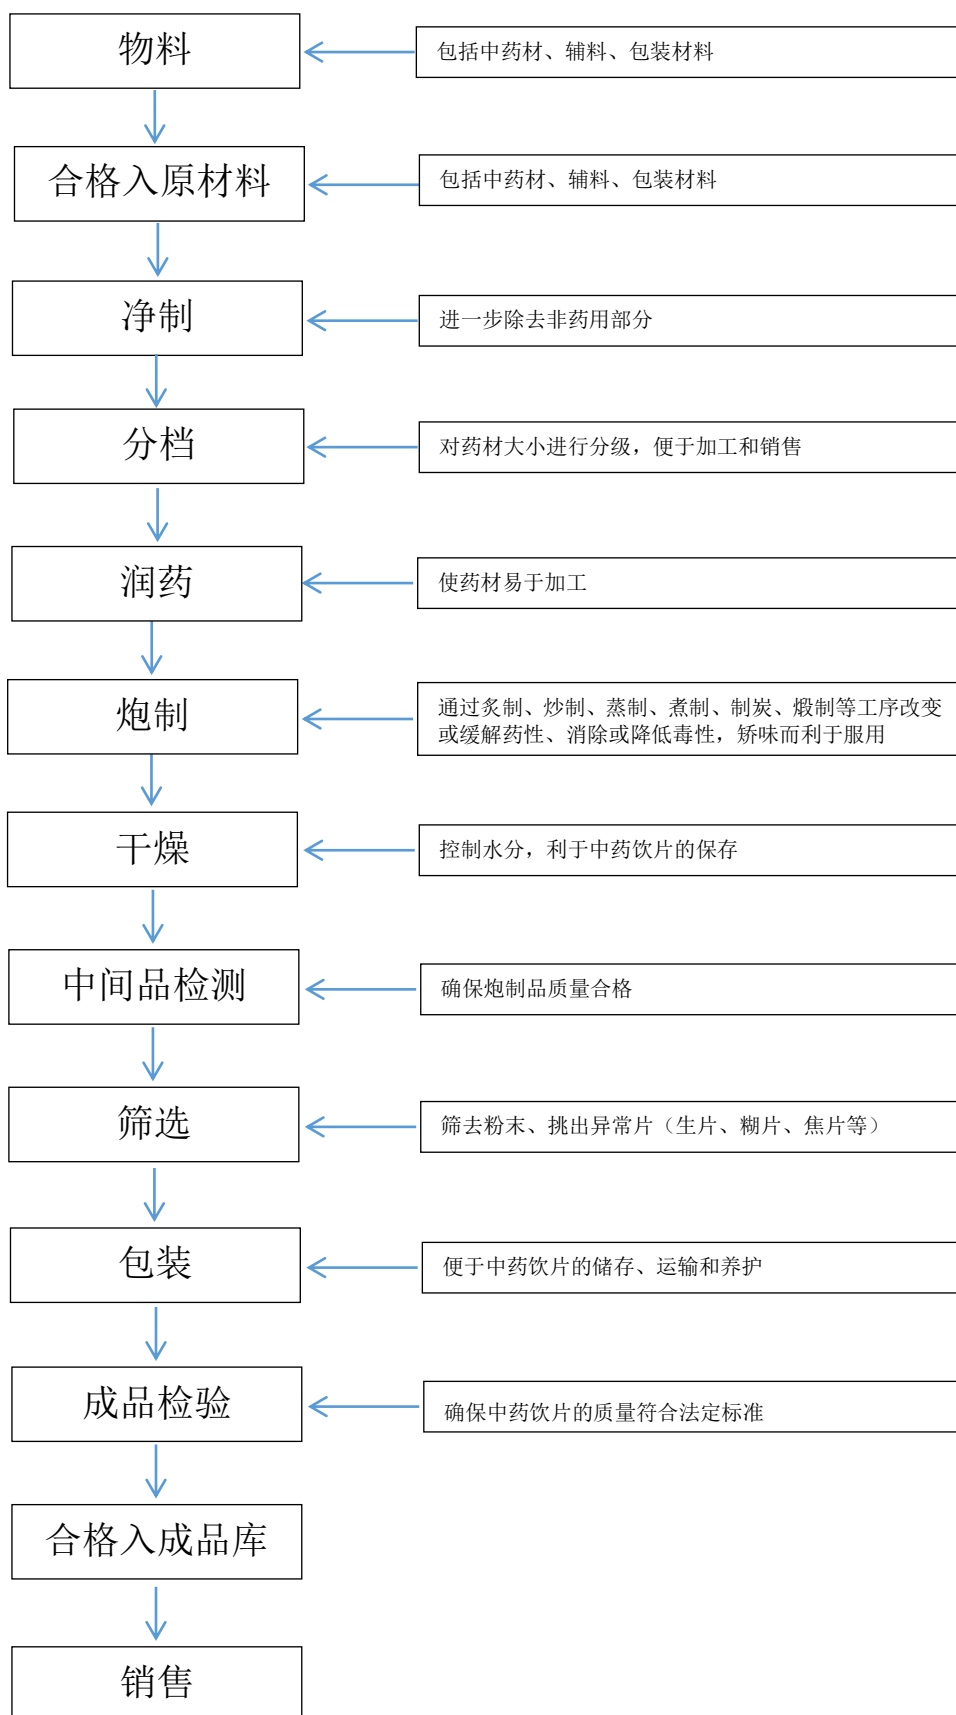 物料
包括中药材、辅料、包装材料
合格入原材料
包括中药材、辅料、包装材料
净制
进一步除去非药用部分
分档
对药材大小进行分级，便于加工和销售
润药
使药材易于加工
炮制
通过炙制、炒制、蒸制、煮制、制炭、煅制等工序改变
或缓解药性、消除或降低毒性，矫味而利于服用
干燥
控制水分，利于中药饮片的保存
中间品检测
确保炮制品质量合格
筛选
筛去粉末、挑出异常片（生片、糊片、焦片等）
包装
便于中药饮片的储存、运输和养护
成品检验
确保中药饮片的质量符合法定标准
合格入成品库
销售